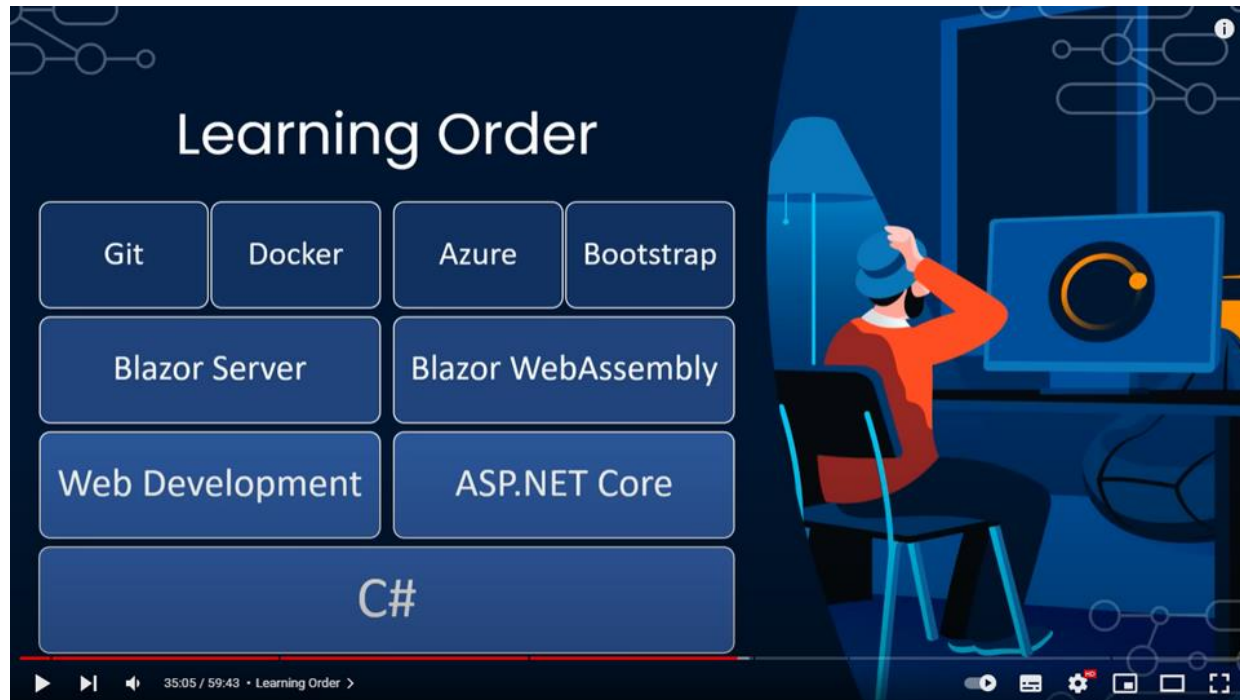 Learning Order
Git Docker Azure Bootstrap
Blazor Server Blazor WebAssembly
Web Development ASP.NET Core
C#
35:05 / 59:43 • Learning Order >
HD
i